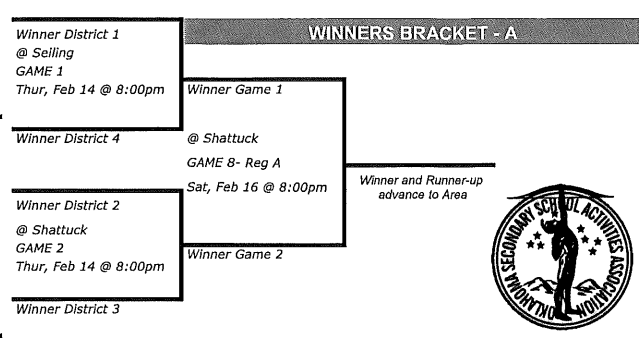 WINNERS BRACKET - A
Winner District 1
@ Seiling
GAME 1
Thur, Feb 14 @ 8:00pm
Winner District 4
Winner Game 1
@ Shattuck
GAME 8- Reg A
Sat, Feb 16 @ 8:00pm
Winner Game 2
Winner and Runner-up
advance to Area
Winner District 2
@ Shattuck
GAME 2
Thur, Feb 14 @ 8:00pm
Winner District 3
OKLAHOMA SECONDARY SCHOOL ACTIVITIES ASSOCIATION